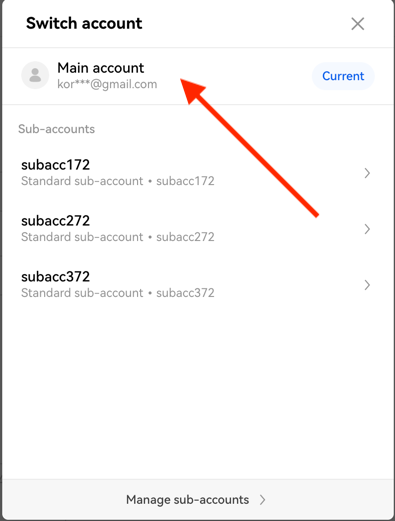 Switch account
Main account
kor***@gmail.com
Current
Sub-accounts
subacc172
Standard sub-account • subacc172
subacc272
Standard sub-account • subacc272
subacc372
Standard sub-account • subacc372
Manage sub-accounts